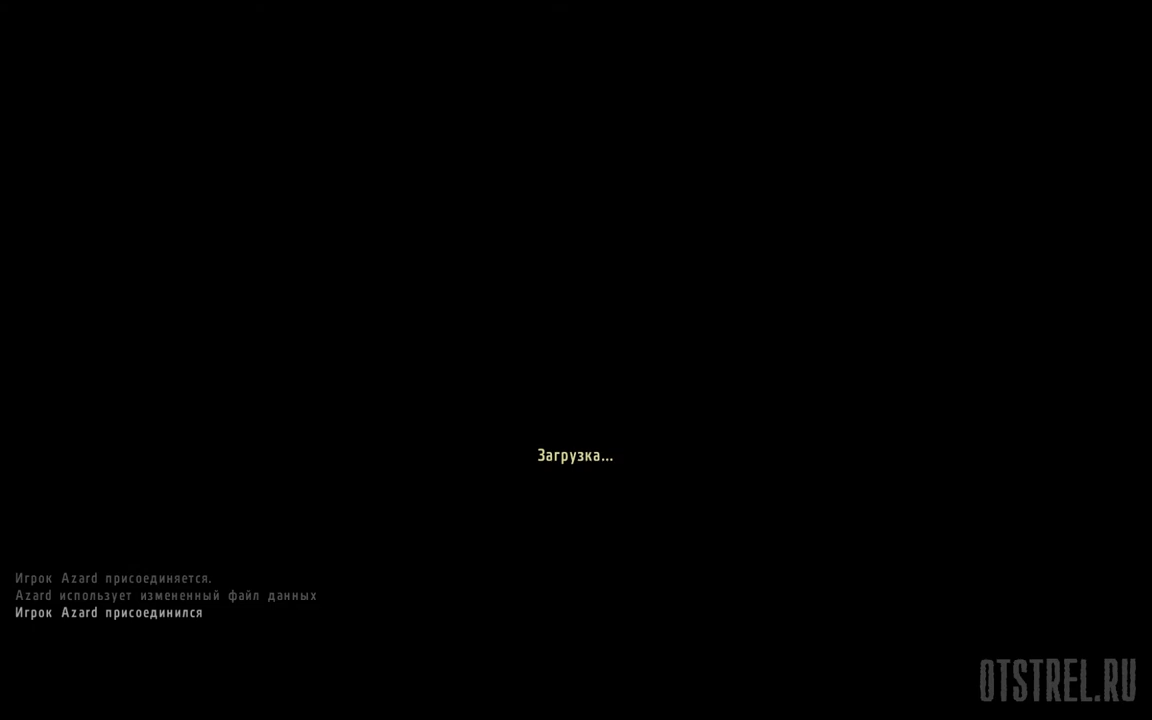 Загрузка...
Игрок Azard присоединяется.
Azard использует измененный файл данных
Игрок Azard присоединился
OTSTREL.RU